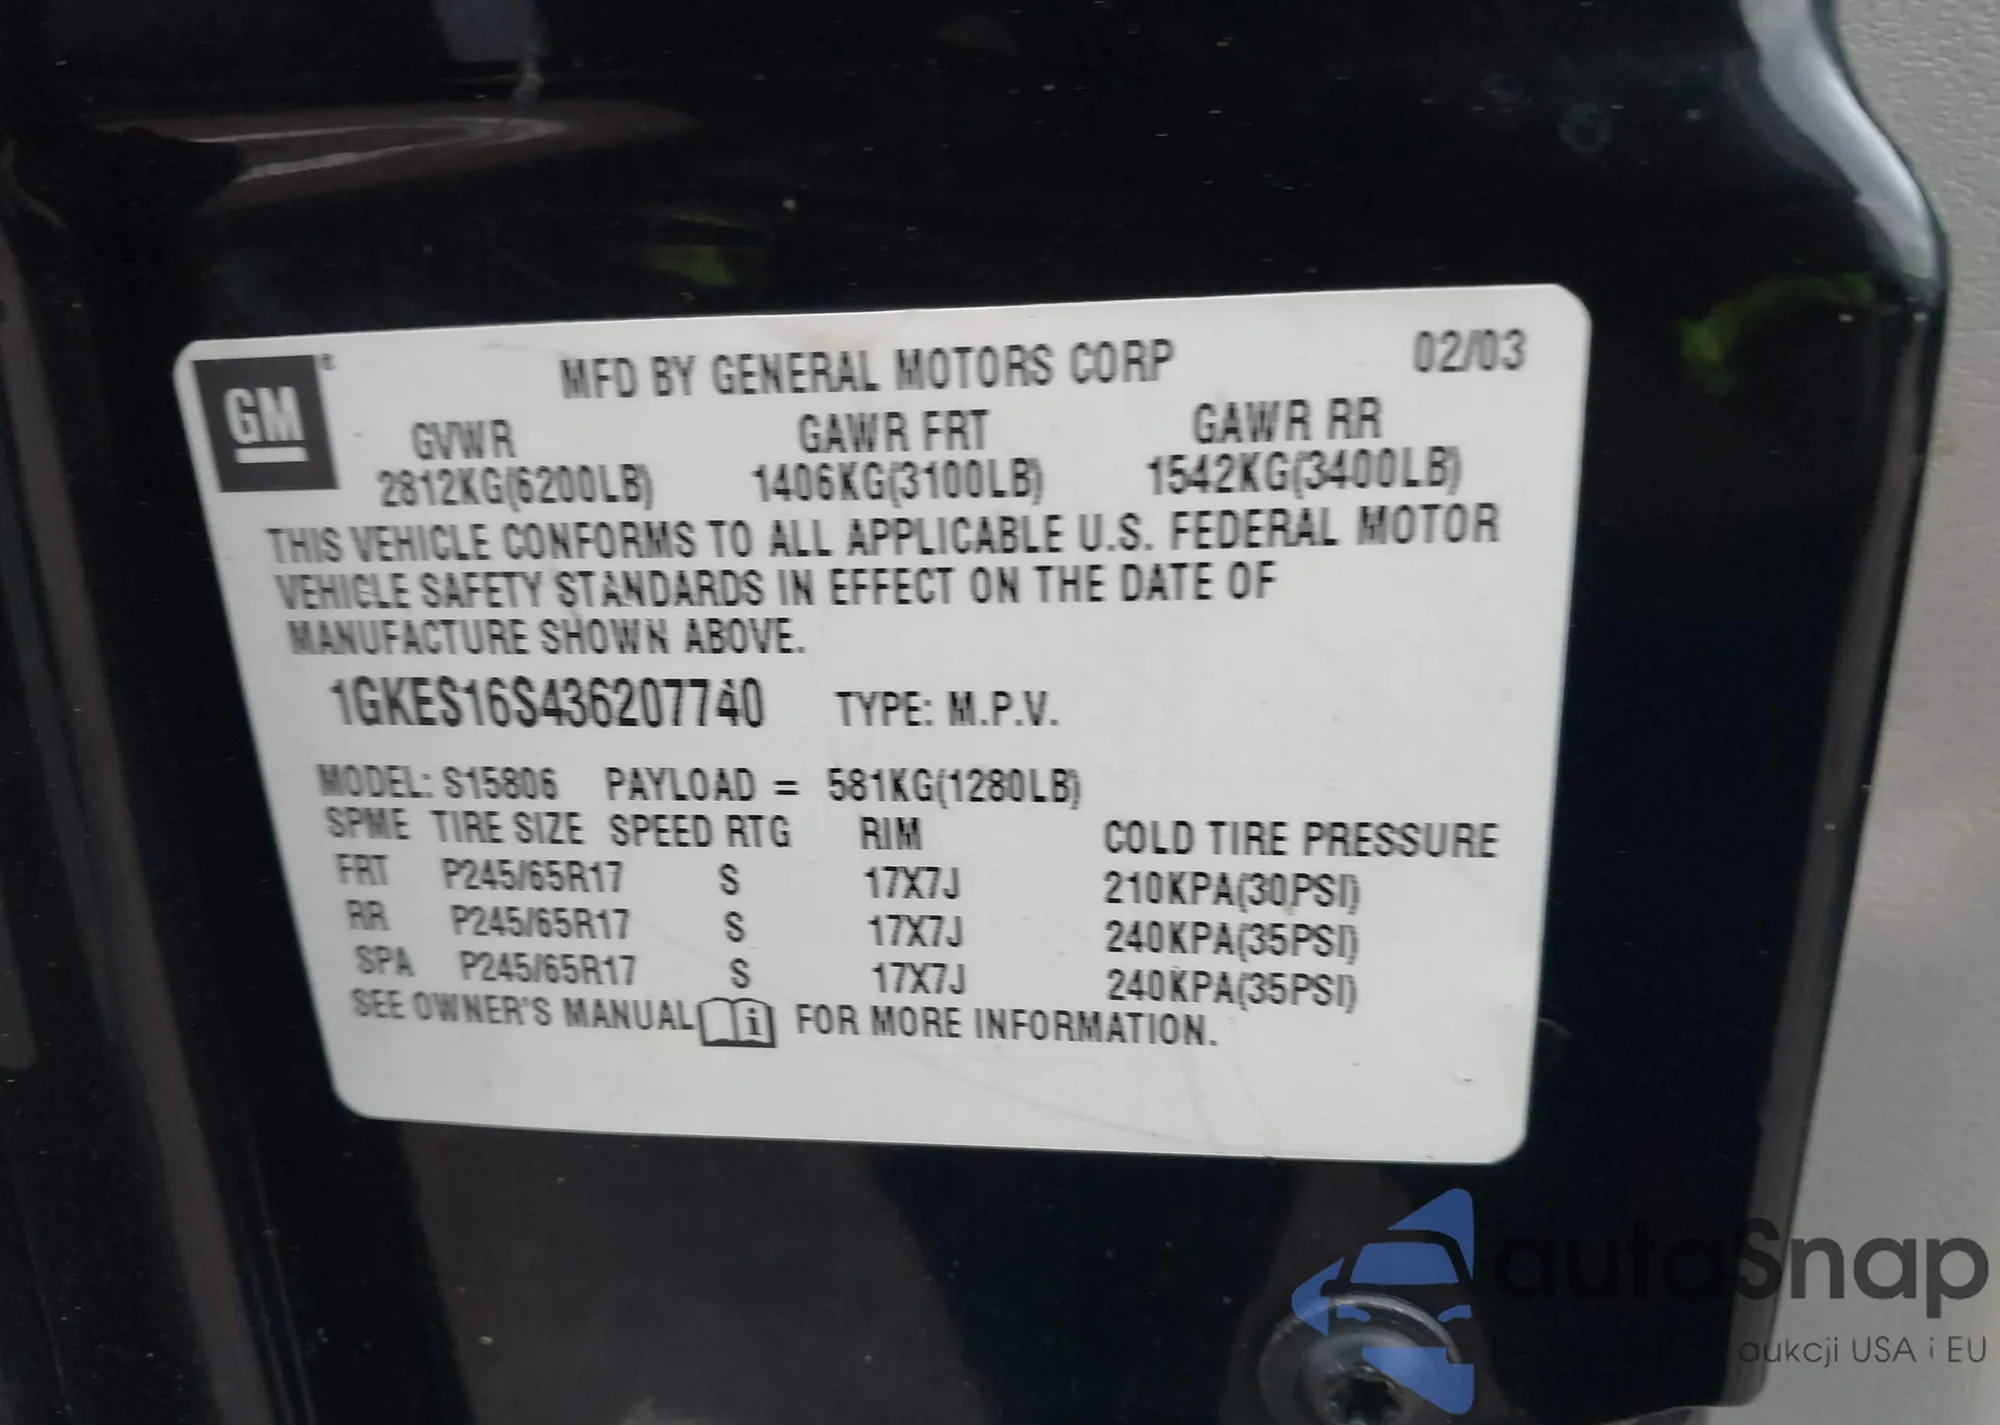 GM® MFD BY GENERAL MOTORS CORP 02/03
GVWR GAWR FRT GAWR RR
2812KG(6200LB) 1406KG(3100LB) 1542KG(3400LB)
THIS VEHICLE CONFORMS TO ALL APPLICABLE U.S. FEDERAL MOTOR
VEHICLE SAFETY STANDARDS IN EFFECT ON THE DATE OF
MANUFACTURE SHOWN ABOVE.
1GKES16S436207740 TYPE: M.P.V.
MODEL: S15806 PAYLOAD = 581KG(1280LB)
SPME TIRE SIZE SPEED RTG RIM COLD TIRE PRESSURE
FRT P245/65R17 S 17X7J 210KPA(30PSI)
RR P245/65R17 S 17X7J 240KPA(35PSI)
SPA P245/65R17 S 17X7J 240KPA(35PSI)
SEE OWNER'S MANUAL i FOR MORE INFORMATION.
autaSnap
aukcji USA i EU